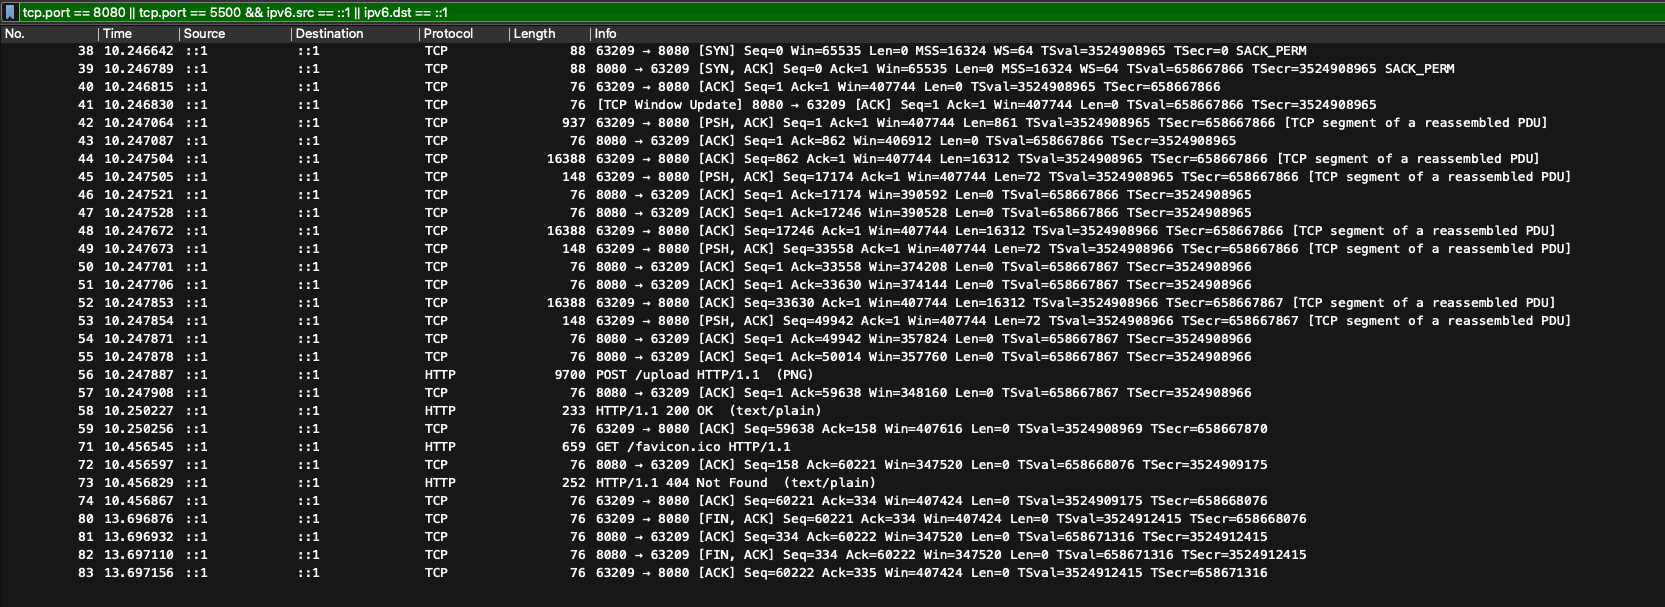 tcp.port == 8080 || tcp.port == 5500 && ipv6.src == ::1 || ipv6.dst == ::1
No. Time Source Destination Protocol Length Info
38 10.246642 ::1 ::1 TCP 88 63209 → 8080 [SYN] Seq=0 Win=65535 Len=0 MSS=16324 WS=64 TSval=3524908965 TSecr=0 SACK_PERM
39 10.246789 ::1 ::1 TCP 88 8080 → 63209 [SYN, ACK] Seq=0 Ack=1 Win=65535 Len=0 MSS=16324 WS=64 TSval=658667866 TSecr=3524908965 SACK_PERM
40 10.246815 ::1 ::1 TCP 76 63209 → 8080 [ACK] Seq=1 Ack=1 Win=407744 Len=0 TSval=3524908965 TSecr=658667866
41 10.246830 ::1 ::1 TCP 76 [TCP Window Update] 8080 → 63209 [ACK] Seq=1 Ack=1 Win=407744 Len=0 TSval=658667866 TSecr=3524908965
42 10.247064 ::1 ::1 TCP 937 63209 → 8080 [PSH, ACK] Seq=1 Ack=1 Win=407744 Len=861 TSval=3524908965 TSecr=658667866 [TCP segment of a reassembled PDU]
43 10.247087 ::1 ::1 TCP 76 8080 → 63209 [ACK] Seq=1 Ack=862 Win=406912 Len=0 TSval=658667866 TSecr=3524908965
44 10.247504 ::1 ::1 TCP 16388 63209 → 8080 [ACK] Seq=862 Ack=1 Win=407744 Len=16312 TSval=3524908965 TSecr=658667866 [TCP segment of a reassembled PDU]
45 10.247505 ::1 ::1 TCP 148 63209 → 8080 [PSH, ACK] Seq=17174 Ack=1 Win=407744 Len=72 TSval=3524908965 TSecr=658667866 [TCP segment of a reassembled PDU]
46 10.247521 ::1 ::1 TCP 76 8080 → 63209 [ACK] Seq=1 Ack=17174 Win=390592 Len=0 TSval=658667866 TSecr=3524908965
47 10.247528 ::1 ::1 TCP 76 8080 → 63209 [ACK] Seq=1 Ack=17246 Win=390528 Len=0 TSval=658667866 TSecr=3524908965
48 10.247672 ::1 ::1 TCP 16388 63209 → 8080 [ACK] Seq=17246 Ack=1 Win=407744 Len=16312 TSval=3524908966 TSecr=658667866 [TCP segment of a reassembled PDU]
49 10.247673 ::1 ::1 TCP 148 63209 → 8080 [PSH, ACK] Seq=33558 Ack=1 Win=407744 Len=72 TSval=3524908966 TSecr=658667866 [TCP segment of a reassembled PDU]
50 10.247701 ::1 ::1 TCP 76 8080 → 63209 [ACK] Seq=1 Ack=33558 Win=374208 Len=0 TSval=658667867 TSecr=3524908966
51 10.247706 ::1 ::1 TCP 76 8080 → 63209 [ACK] Seq=1 Ack=33630 Win=374144 Len=0 TSval=658667867 TSecr=3524908966
52 10.247853 ::1 ::1 TCP 16388 63209 → 8080 [ACK] Seq=33630 Ack=1 Win=407744 Len=16312 TSval=3524908966 TSecr=658667867 [TCP segment of a reassembled PDU]
53 10.247854 ::1 ::1 TCP 148 63209 → 8080 [PSH, ACK] Seq=49942 Ack=1 Win=407744 Len=72 TSval=3524908966 TSecr=658667867 [TCP segment of a reassembled PDU]
54 10.247871 ::1 ::1 TCP 76 8080 → 63209 [ACK] Seq=1 Ack=49942 Win=357824 Len=0 TSval=658667867 TSecr=3524908966
55 10.247878 ::1 ::1 TCP 76 8080 → 63209 [ACK] Seq=1 Ack=50014 Win=357760 Len=0 TSval=658667867 TSecr=3524908966
56 10.247887 ::1 ::1 HTTP 9700 POST /upload HTTP/1.1 (PNG)
57 10.247908 ::1 ::1 TCP 76 8080 → 63209 [ACK] Seq=1 Ack=59638 Win=348160 Len=0 TSval=658667867 TSecr=3524908966
58 10.250227 ::1 ::1 HTTP 233 HTTP/1.1 200 OK (text/plain)
59 10.250256 ::1 ::1 TCP 76 63209 → 8080 [ACK] Seq=59638 Ack=158 Win=407616 Len=0 TSval=3524908969 TSecr=658667870
71 10.456545 ::1 ::1 HTTP 659 GET /favicon.ico HTTP/1.1
72 10.456597 ::1 ::1 TCP 76 8080 → 63209 [ACK] Seq=158 Ack=60221 Win=347520 Len=0 TSval=658668076 TSecr=3524909175
73 10.456829 ::1 ::1 HTTP 252 HTTP/1.1 404 Not Found (text/plain)
74 10.456867 ::1 ::1 TCP 76 63209 → 8080 [ACK] Seq=60221 Ack=334 Win=407424 Len=0 TSval=3524909175 TSecr=658668076
80 13.696876 ::1 ::1 TCP 76 63209 → 8080 [FIN, ACK] Seq=60221 Ack=334 Win=407424 Len=0 TSval=3524912415 TSecr=658668076
81 13.696932 ::1 ::1 TCP 76 8080 → 63209 [ACK] Seq=334 Ack=60222 Win=347520 Len=0 TSval=658671316 TSecr=3524912415
82 13.697110 ::1 ::1 TCP 76 8080 → 63209 [FIN, ACK] Seq=334 Ack=60222 Win=347520 Len=0 TSval=658671316 TSecr=3524912415
83 13.697156 ::1 ::1 TCP 76 63209 → 8080 [ACK] Seq=60222 Ack=335 Win=407424 Len=0 TSval=3524912415 TSecr=658671316